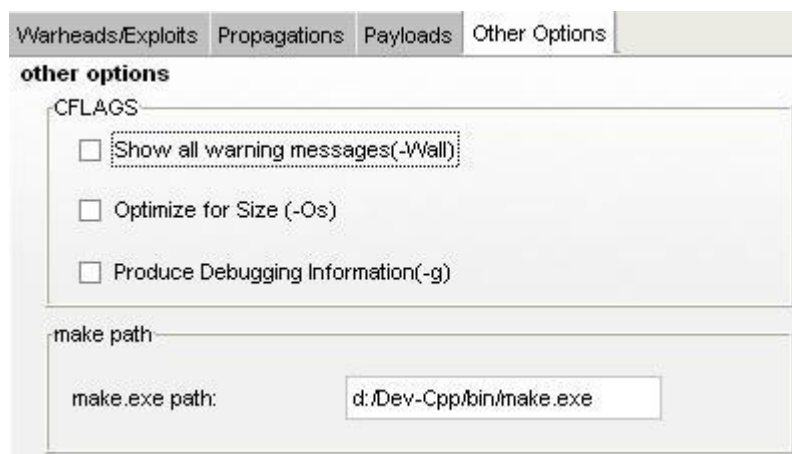 Warheads/Exploits Propagations Payloads Other Options
other options
CFLAGS
Show all warning messages(-Wall)
Optimize for Size (-Os)
Produce Debugging Information(-g)
make path
make.exe path: d:/Dev-Cpp/bin/make.exe